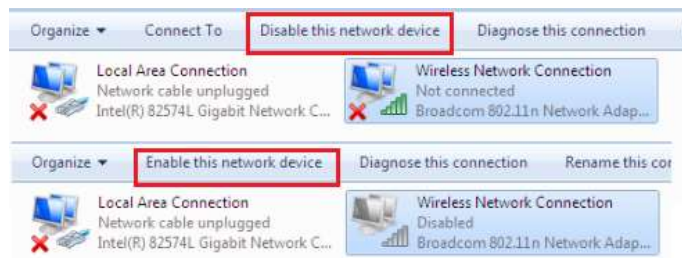 Organize Connect To Disable this network device Diagnose this connection
Local Area Connection Wireless Network Connection
Network cable unplugged Not connected
Intel(R) 82574L Gigabit Network C... Broadcom 802.11n Network Adap...
Organize Enable this network device Diagnose this connection Rename this cor
Local Area Connection Wireless Network Connection
Network cable unplugged Disabled
Intel(R) 82574L Gigabit Network C... Broadcom 802.11n Network Adap...